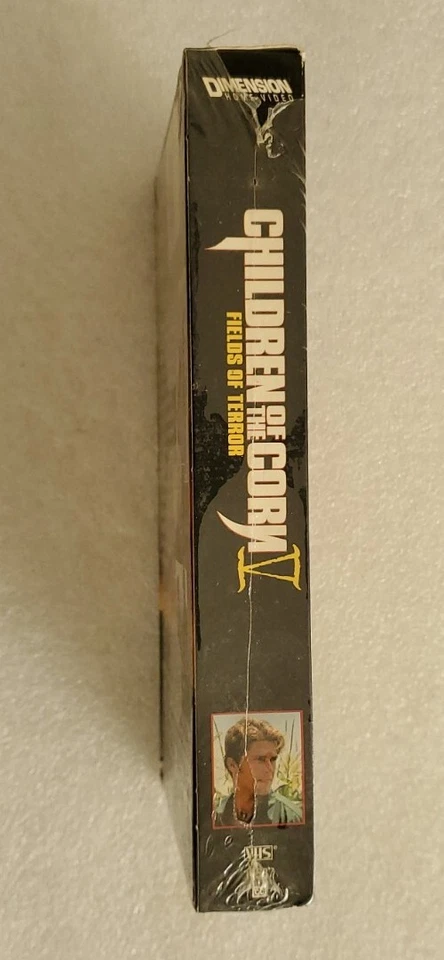 DIMENSION
HOME VIDEO
CHILDREN OF THE CORN V
FIELDS OF TERROR
VHS